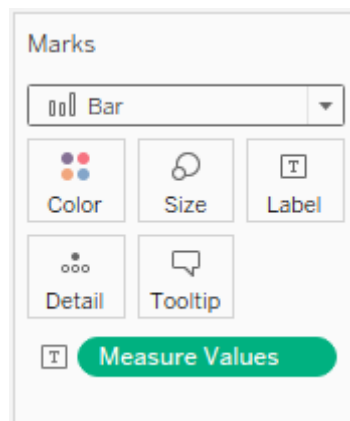 Marks
Bar
Color Size T Label
Detail Tooltip
T Measure Values